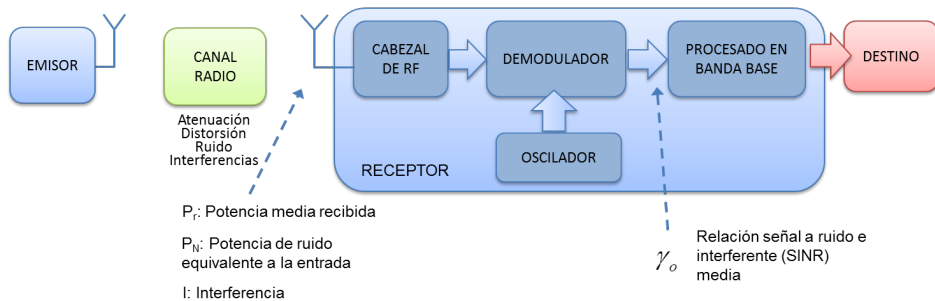 EMISOR
CANAL
RADIO
Atenuación
Distorsión
Ruido
Interferencias
CABEZAL
DE RF
DEMODULADOR
PROCESADO EN
BANDA BASE
DESTINO
OSCILADOR
RECEPTOR
Pr: Potencia media recibida
PN: Potencia de ruido
equivalente a la entrada
I: Interferencia
γo
Relación señal a ruido e
interferente (SINR)
media